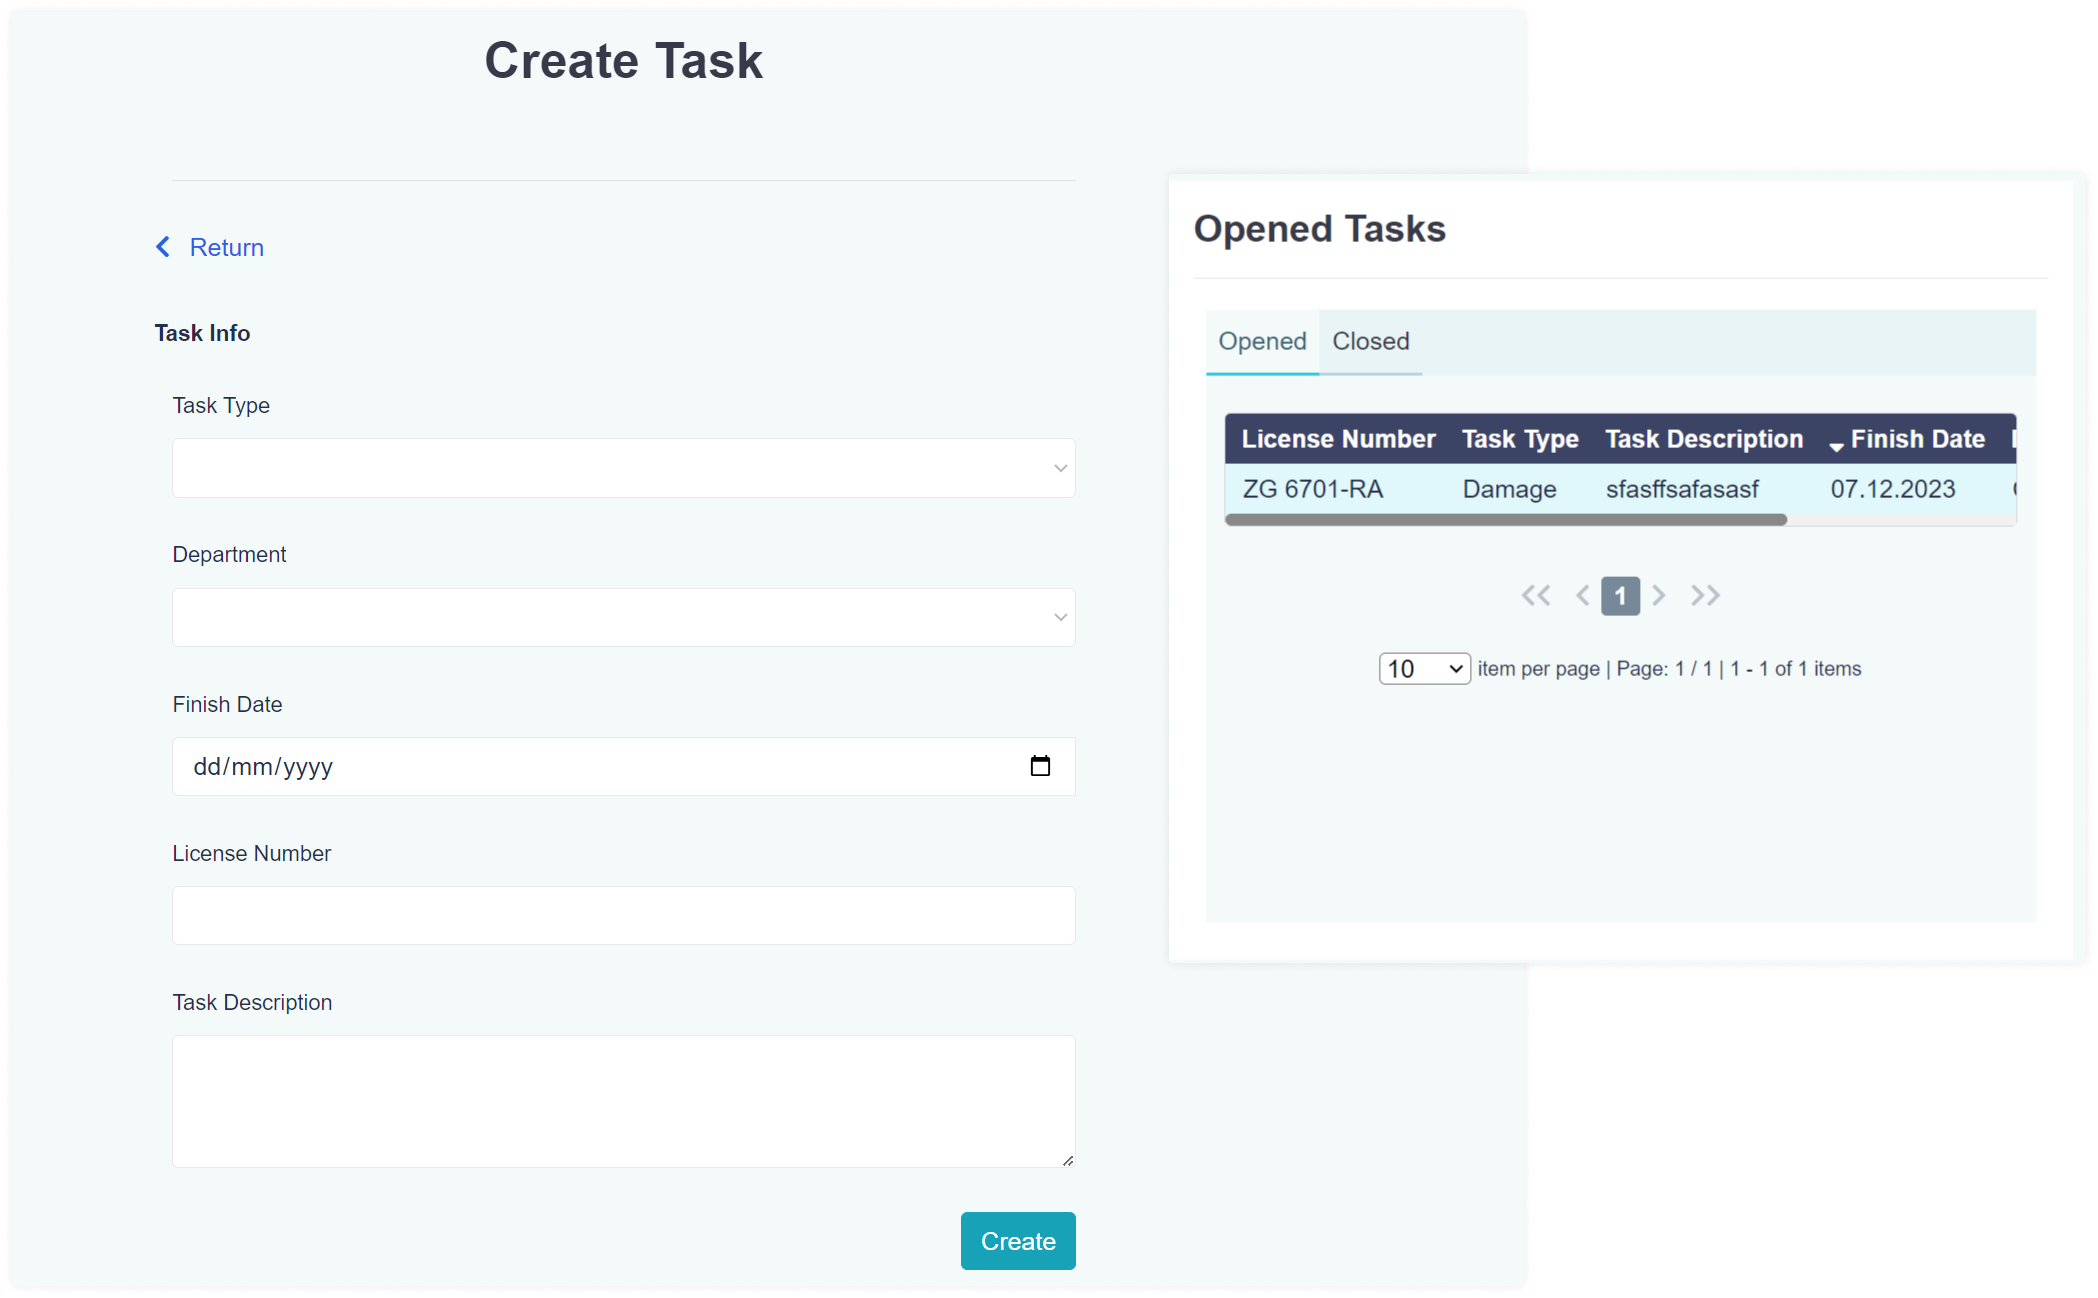 Create Task
Return
Task Info
Task Type
Department
Finish Date
dd/mm/yyyy
License Number
Task Description
Create
Opened Tasks
Opened Closed
License Number Task Type Task Description Finish Date
ZG 6701-RA Damage sfasffsafasasf 07.12.2023
<< < 1 > >>
10 item per page | Page: 1 / 1 | 1 - 1 of 1 items